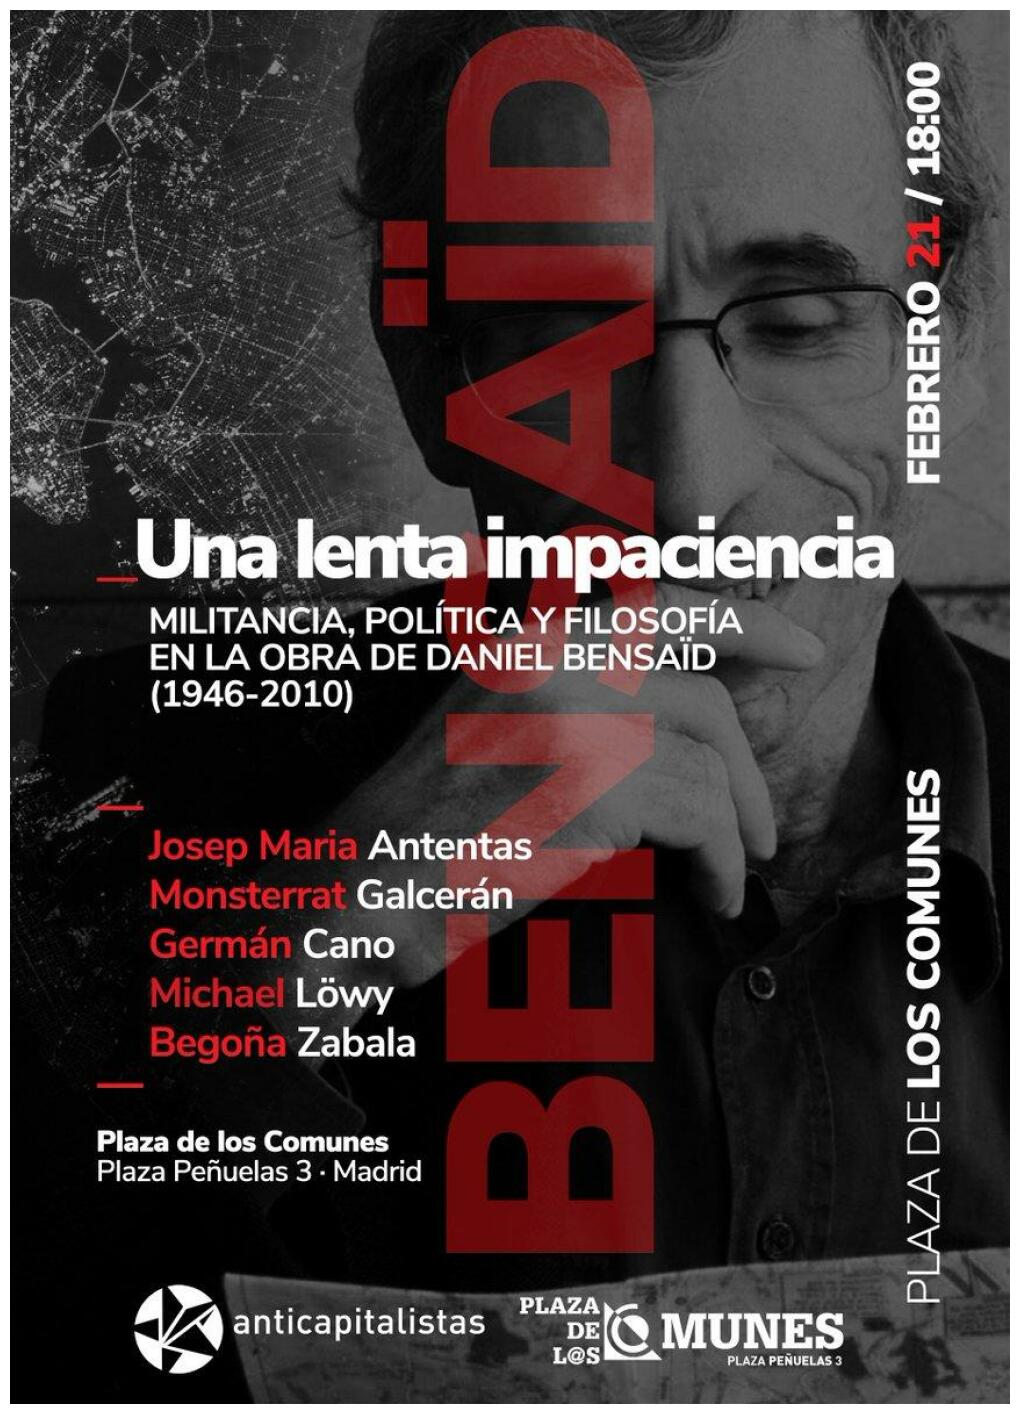 BENSAÏD
FEBRERO 21 / 18:00
Una lenta impaciencia
MILITANCIA, POLÍTICA Y FILOSOFÍA
EN LA OBRA DE DANIEL BENSAÏD
(1946-2010)
Josep Maria Antentas
Monsterrat Galcerán
Germán Cano
Michael Löwy
Begoña Zabala
PLAZA DE LOS COMUNES
Plaza de los Comunes
Plaza Peñuelas 3 · Madrid
anticapitalistas
PLAZA
DE
L@S
COMUNES
PLAZA PEÑUELAS 3